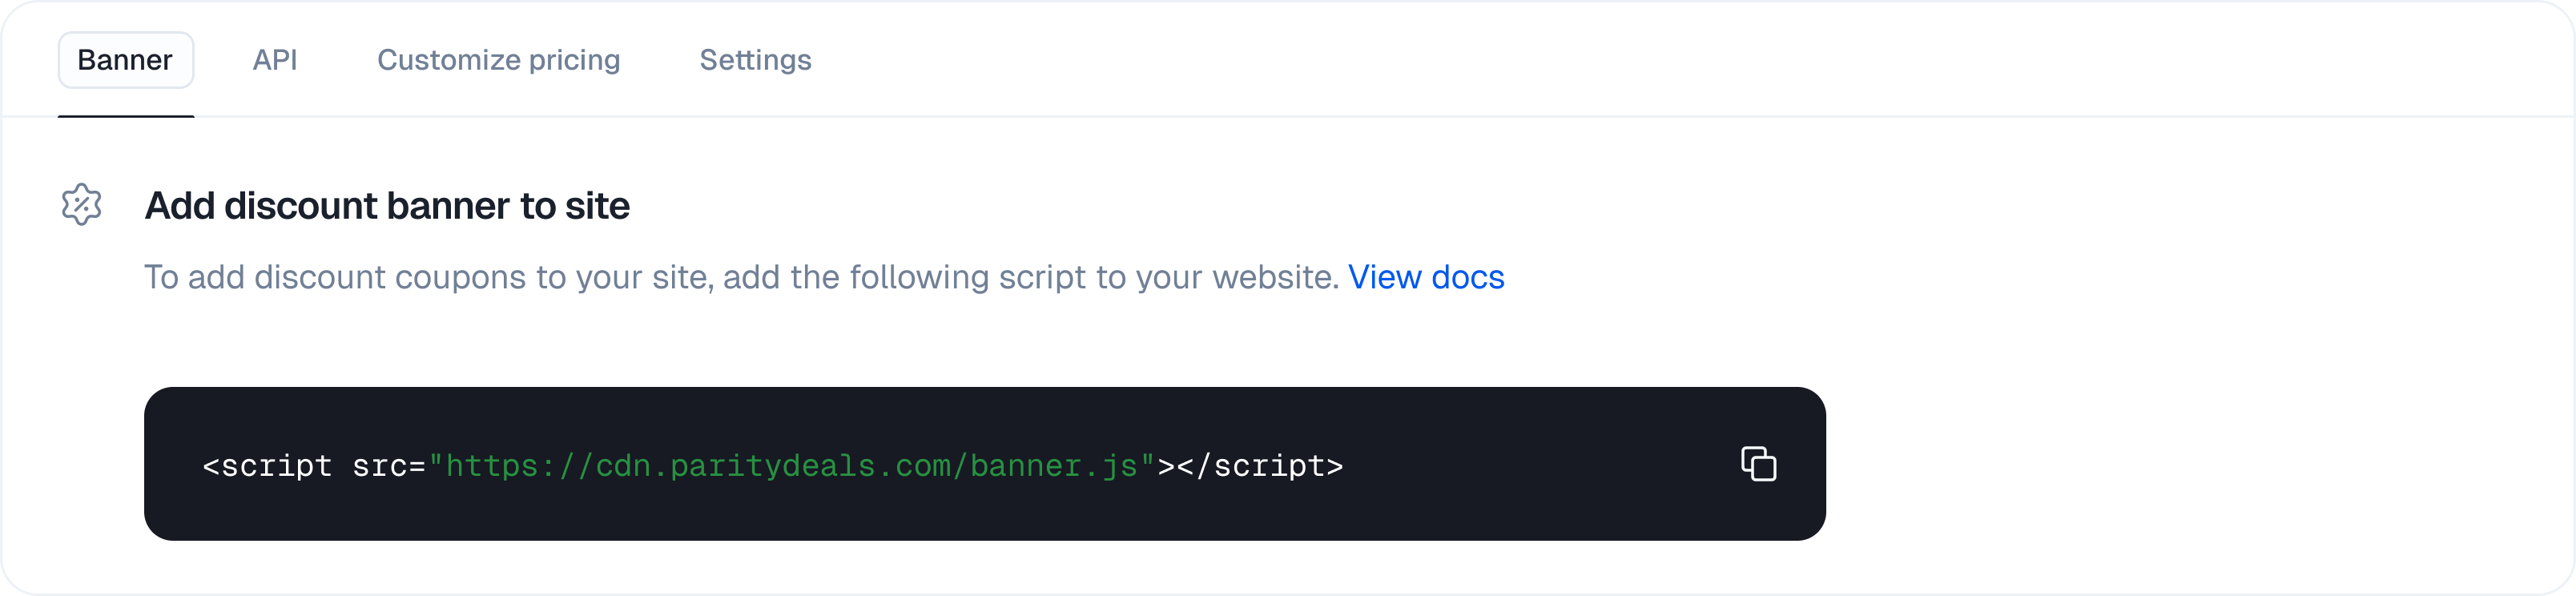 Banner API Customize pricing Settings
Add discount banner to site
To add discount coupons to your site, add the following script to your website. View docs
<script src="https://cdn.paritydeals.com/banner.js"></script>